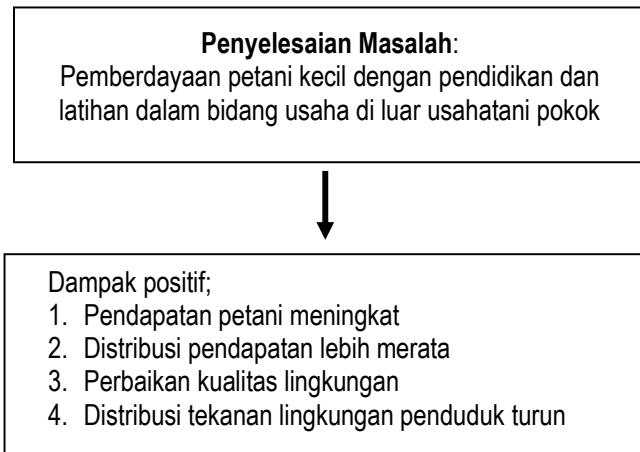 Penyelesaian Masalah:
Pemberdayaan petani kecil dengan pendidikan dan
latihan dalam bidang usaha di luar usahatani pokok
Dampak positif;
1. Pendapatan petani meningkat
2. Distribusi pendapatan lebih merata
3. Perbaikan kualitas lingkungan
4. Distribusi tekanan lingkungan penduduk turun